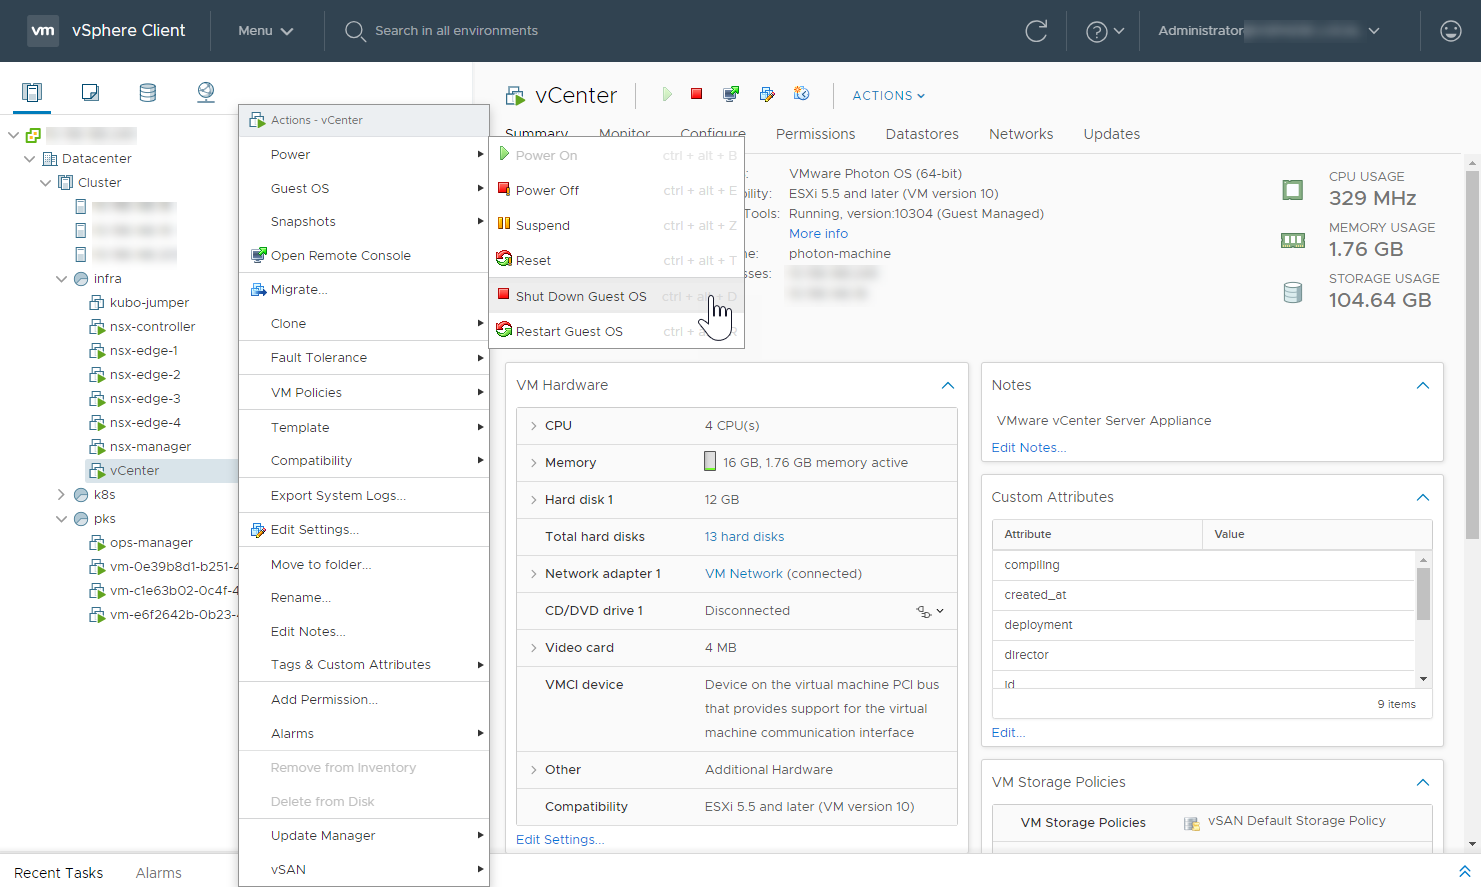 vm vSphere Client Menu Search in all environments Administrator
Actions - vCenter
Power
Guest OS
Snapshots
Open Remote Console
Migrate...
Clone
Fault Tolerance
VM Policies
Template
Compatibility
Export System Logs...
Edit Settings...
Move to folder...
Rename...
Edit Notes...
Tags & Custom Attributes
Add Permission...
Alarms
Remove from Inventory
Delete from Disk
Update Manager
vSAN
Power On ctrl + alt + B
Power Off ctrl + alt + E
Suspend ctrl + alt + Z
Reset ctrl + alt + T
Shut Down Guest OS ctrl + alt + D
Restart Guest OS ctrl +
Datacenter
Cluster
infra
kubo-jumper
nsx-controller
nsx-edge-1
nsx-edge-2
nsx-edge-3
nsx-edge-4
nsx-manager
vCenter
k8s
pks
ops-manager
vm-0e39b8d1-b251-4
vm-c1e63b02-0c4f-4
vm-e6f2642b-0b23-
vCenter ACTIONS
Summary Monitor Configure Permissions Datastores Networks Updates
VMware Photon OS (64-bit)
ESXi 5.5 and later (VM version 10)
Tools: Running, version:10304 (Guest Managed)
More info
photon-machine
CPU USAGE
329 MHz
MEMORY USAGE
1.76 GB
STORAGE USAGE
104.64 GB
VM Hardware
CPU 4 CPU(s)
Memory 16 GB, 1.76 GB memory active
Hard disk 1 12 GB
Total hard disks 13 hard disks
Network adapter 1 VM Network (connected)
CD/DVD drive 1 Disconnected
Video card 4 MB
VMCI device Device on the virtual machine PCI bus
that provides support for the virtual
machine communication interface
Other Additional Hardware
Compatibility ESXi 5.5 and later (VM version 10)
Edit Settings...
Notes
VMware vCenter Server Appliance
Edit Notes...
Custom Attributes
Attribute Value
compiling
created_at
deployment
director
id
9 items
Edit...
VM Storage Policies
VM Storage Policies vSAN Default Storage Policy
Recent Tasks Alarms